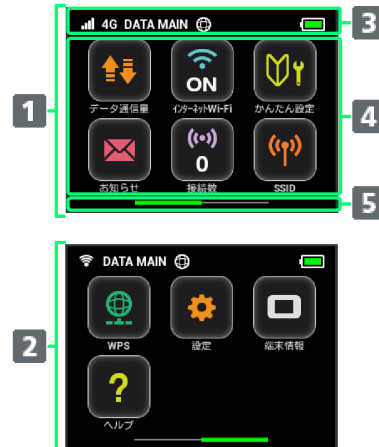 4G DATA MAIN
3
ON
データ通信量 インターネットWi-Fi かんたん設定
1
4
0
お知らせ 接続数 SSID
5
DATA MAIN
WPS 設定 端末情報
2
?
ヘルプ